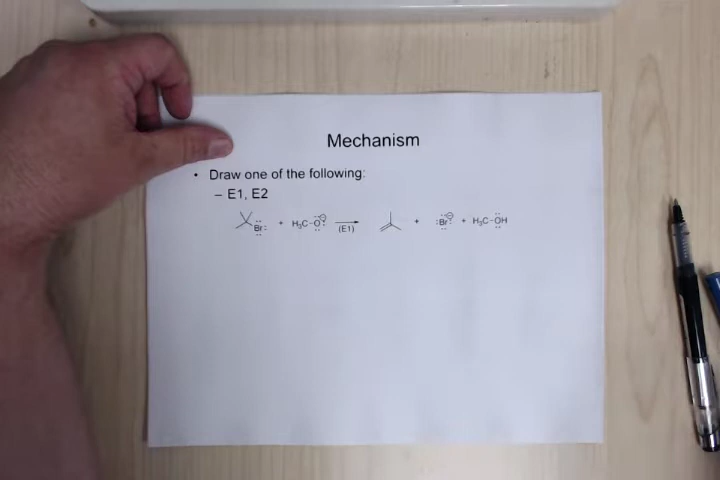 Mechanism
• Draw one of the following:
– E1, E2
Br: + H₃C-O:⊖ (E1) + :Br:⊖ + H₃C-OH